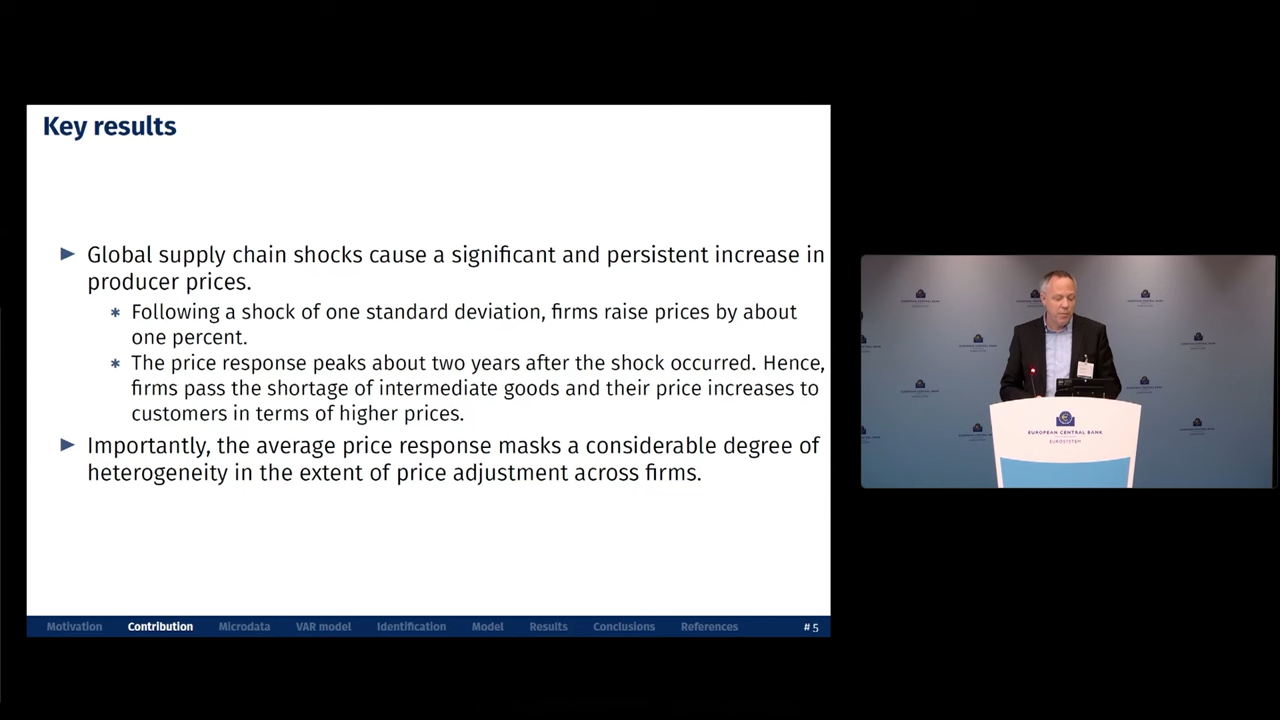 Key results
Global supply chain shocks cause a significant and persistent increase in
producer prices.
* Following a shock of one standard deviation, firms raise prices by about
one percent.
* The price response peaks about two years after the shock occurred. Hence,
firms pass the shortage of intermediate goods and their price increases to
customers in terms of higher prices.
Importantly, the average price response masks a considerable degree of
heterogeneity in the extent of price adjustment across firms.
Motivation Contribution Microdata VAR model Identification Model Results Conclusions References # 5
EUROPEAN CENTRAL BANK
EUROSYSTEM